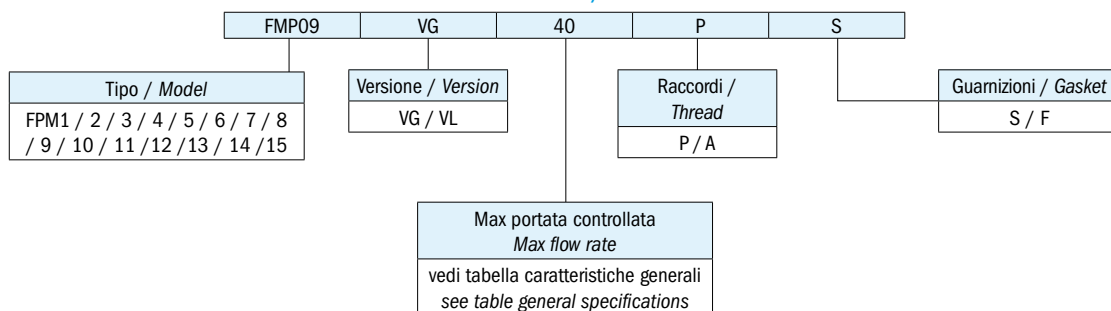 FMP09 VG 40 P S
Tipo / Model
FPM1 / 2 / 3 / 4 / 5 / 6 / 7 / 8
/ 9 / 10 / 11 /12 /13 / 14 /15
Versione / Version
VG / VL
Raccordi /
Thread
P / A
Guarnizioni / Gasket
S / F
Max portata controllata
Max flow rate
vedi tabella caratteristiche generali
see table general specifications